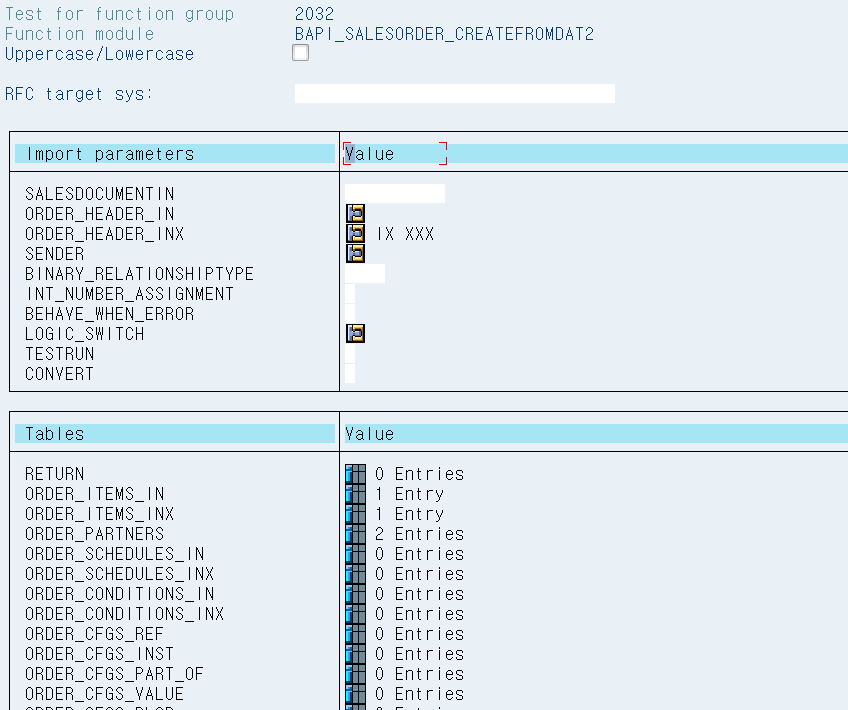 Test for function group 2032
Function module BAPI_SALESORDER_CREATEFROMDAT2
Uppercase/Lowercase
RFC target sys:
Import parameters Value
SALESDOCUMENTIN
ORDER_HEADER_IN
ORDER_HEADER_INX IX XXX
SENDER
BINARY_RELATIONSHIPTYPE
INT_NUMBER_ASSIGNMENT
BEHAVE_WHEN_ERROR
LOGIC_SWITCH
TESTRUN
CONVERT
Tables Value
RETURN 0 Entries
ORDER_ITEMS_IN 1 Entry
ORDER_ITEMS_INX 1 Entry
ORDER_PARTNERS 2 Entries
ORDER_SCHEDULES_IN 0 Entries
ORDER_SCHEDULES_INX 0 Entries
ORDER_CONDITIONS_IN 0 Entries
ORDER_CONDITIONS_INX 0 Entries
ORDER_CFGS_REF 0 Entries
ORDER_CFGS_INST 0 Entries
ORDER_CFGS_PART_OF 0 Entries
ORDER_CFGS_VALUE 0 Entries